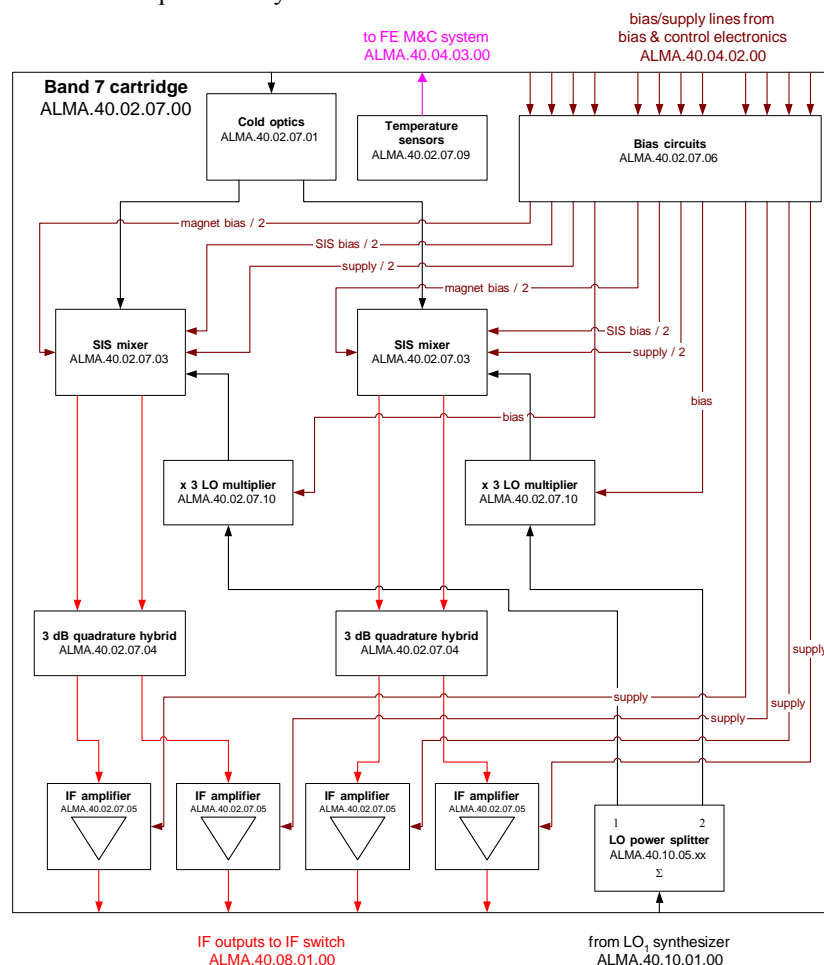 to FE M&C system
ALMA.40.04.03.00
bias/supply lines from
bias & control electronics
ALMA.40.04.02.00
Band 7 cartridge
ALMA.40.02.07.00
Cold optics
ALMA.40.02.07.01
Temperature
sensors
ALMA.40.02.07.09
Bias circuits
ALMA.40.02.07.06
magnet bias / 2
SIS bias / 2
supply / 2
magnet bias / 2
SIS mixer
ALMA.40.02.07.03
SIS mixer
ALMA.40.02.07.03
SIS bias / 2
supply / 2
bias
bias
x 3 LO multiplier
ALMA.40.02.07.10
x 3 LO multiplier
ALMA.40.02.07.10
3 dB quadrature hybrid
ALMA.40.02.07.04
3 dB quadrature hybrid
ALMA.40.02.07.04
supply
supply
supply
supply
IF amplifier
ALMA.40.02.07.05
IF amplifier
ALMA.40.02.07.05
IF amplifier
ALMA.40.02.07.05
IF amplifier
ALMA.40.02.07.05
1 2
LO power splitter
ALMA.40.10.05.xx
Σ
IF outputs to IF switch
ALMA.40.08.01.00
from LO₁ synthesizer
ALMA.40.10.01.00